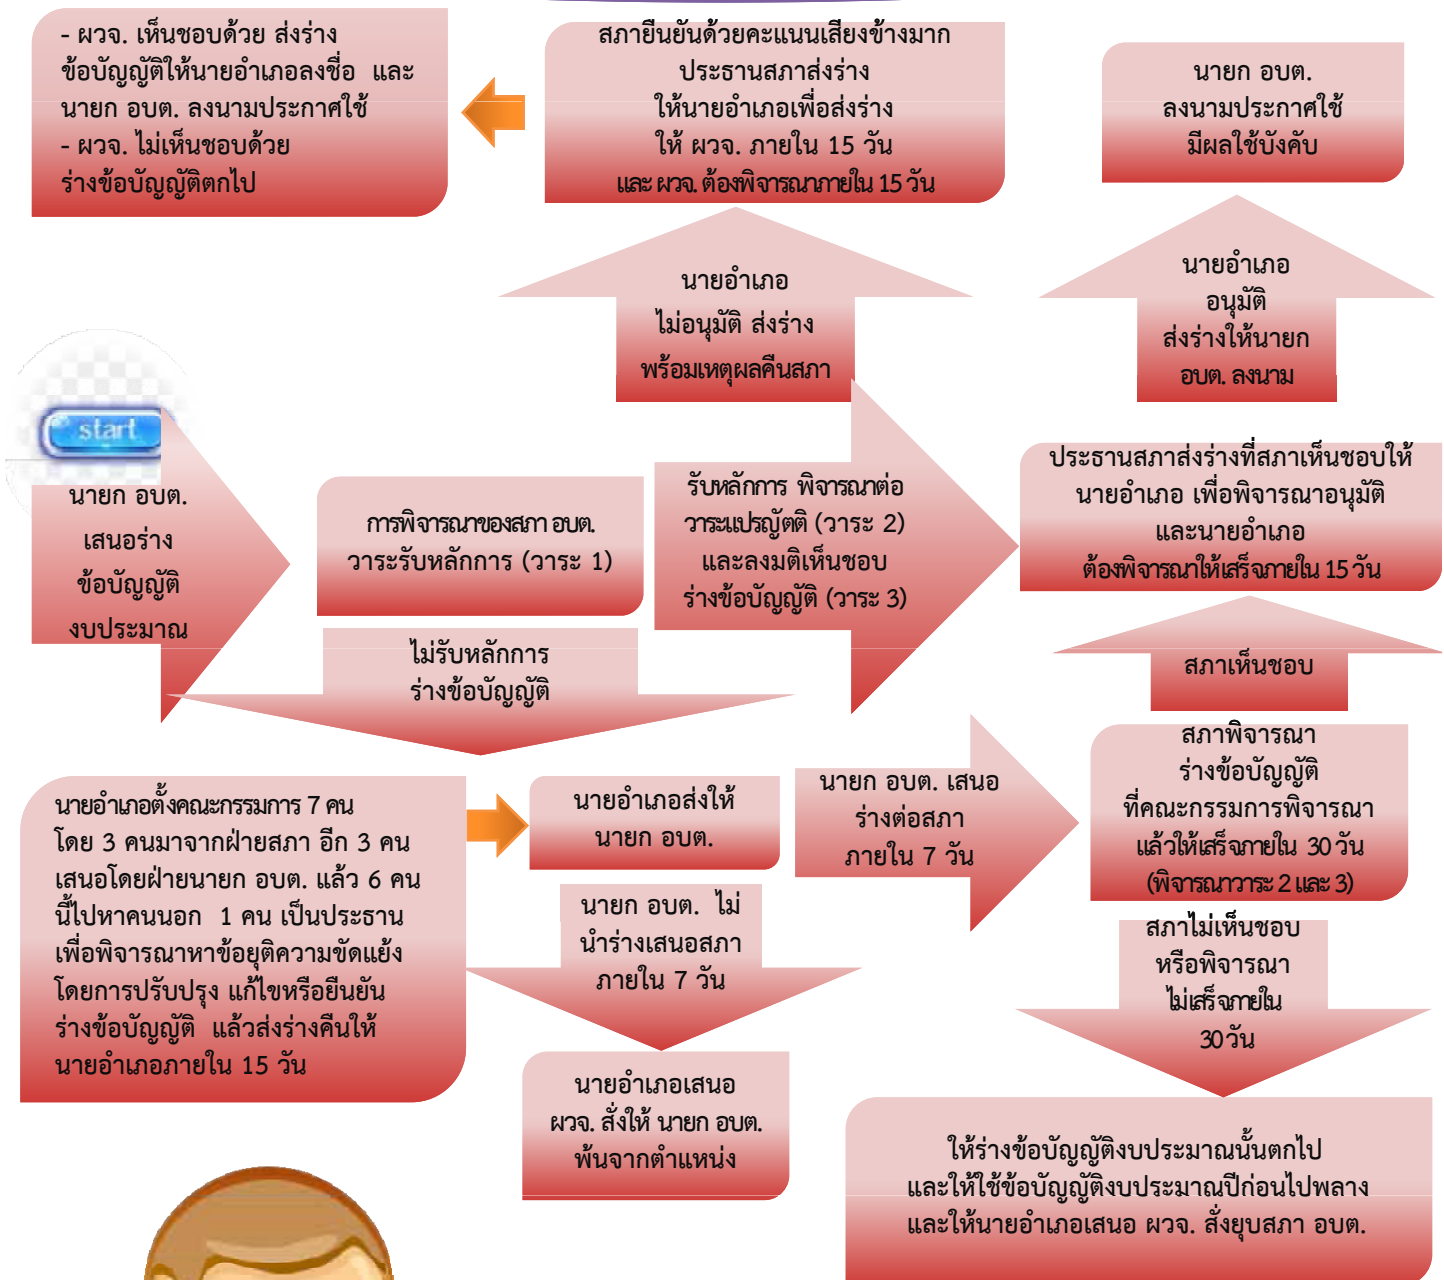 - ผวจ. เห็นชอบด้วย ส่งร่าง
ข้อบัญญัติให้นายอำเภอลงชื่อ และ
นายก อบต. ลงนามประกาศใช้
- ผวจ. ไม่เห็นชอบด้วย
ร่างข้อบัญญัติตกไป
สภายืนยันด้วยคะแนนเสียงข้างมาก
ประธานสภาส่งร่าง
ให้นายอำเภอเพื่อส่งร่าง
ให้ ผวจ. ภายใน 15 วัน
และ ผวจ. ต้องพิจารณาภายใน 15 วัน
นายก อบต.
ลงนามประกาศใช้
มีผลใช้บังคับ
นายอำเภอ
ไม่อนุมัติ ส่งร่าง
พร้อมเหตุผลคืนสภา
นายอำเภอ
อนุมัติ
ส่งร่างให้นายก
อบต. ลงนาม
start
นายก อบต.
เสนอร่าง
ข้อบัญญัติ
งบประมาณ
การพิจารณาของสภา อบต.
วาระรับหลักการ (วาระ 1)
รับหลักการ พิจารณาต่อ
วาระแปรญัตติ (วาระ 2)
และลงมติเห็นชอบ
ร่างข้อบัญญัติ (วาระ 3)
ประธานสภาส่งร่างที่สภาเห็นชอบให้
นายอำเภอ เพื่อพิจารณาอนุมัติ
และนายอำเภอ
ต้องพิจารณาให้เสร็จภายใน 15 วัน
ไม่รับหลักการ
ร่างข้อบัญญัติ
สภาเห็นชอบ
นายอำเภอตั้งคณะกรรมการ 7 คน
โดย 3 คนมาจากฝ่ายสภา อีก 3 คน
เสนอโดยฝ่ายนายก อบต. แล้ว 6 คน
นี้ไปหาคนนอก 1 คน เป็นประธาน
เพื่อพิจารณาหาข้อยุติความขัดแย้ง
โดยการปรับปรุง แก้ไขหรือยืนยัน
ร่างข้อบัญญัติ แล้วส่งร่างคืนให้
นายอำเภอภายใน 15 วัน
นายอำเภอส่งให้
นายก อบต.
นายก อบต. เสนอ
ร่างต่อสภา
ภายใน 7 วัน
สภาพิจารณา
ร่างข้อบัญญัติ
ที่คณะกรรมการพิจารณา
แล้วให้เสร็จภายใน 30 วัน
(พิจารณาวาระ 2 และ 3)
นายก อบต. ไม่
นำร่างเสนอสภา
ภายใน 7 วัน
สภาไม่เห็นชอบ
หรือพิจารณา
ไม่เสร็จภายใน
30 วัน
นายอำเภอเสนอ
ผวจ. สั่งให้ นายก อบต.
พ้นจากตำแหน่ง
ให้ร่างข้อบัญญัติงบประมาณนั้นตกไป
และให้ใช้ข้อบัญญัติงบประมาณปีก่อนไปพลาง
และให้นายอำเภอเสนอ ผวจ. สั่งยุบสภา อบต.